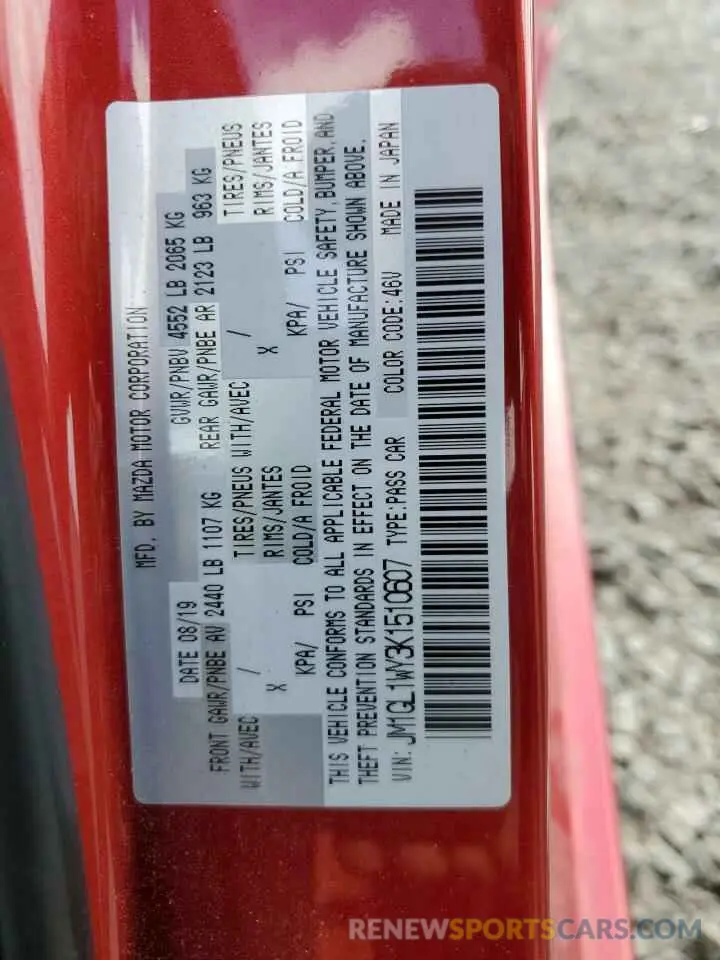 MFD. BY MAZDA MOTOR CORPORATION
DATE 08/19 GVWR/PNBV 4552 LB 2065 KG
FRONT GAWR/PNBE AV 2440 LB 1107 KG REAR GAWR/PNBE AR 2123 LB 963 KG
WITH/AVEC / TIRES/PNEUS WITH/AVEC / TIRES/PNEUS
X RIMS/JANTES X RIMS/JANTES
KPA/ PSI COLD/A FROID KPA/ PSI COLD/A FROID
THIS VEHICLE CONFORMS TO ALL APPLICABLE FEDERAL MOTOR VEHICLE SAFETY, BUMPER, AND
THEFT PREVENTION STANDARDS IN EFFECT ON THE DATE OF MANUFACTURE SHOWN ABOVE.
VIN: JM1GL1WY3K1510607 TYPE:PASS CAR COLOR CODE:46V MADE IN JAPAN
RENEWSPORTSCARS.COM